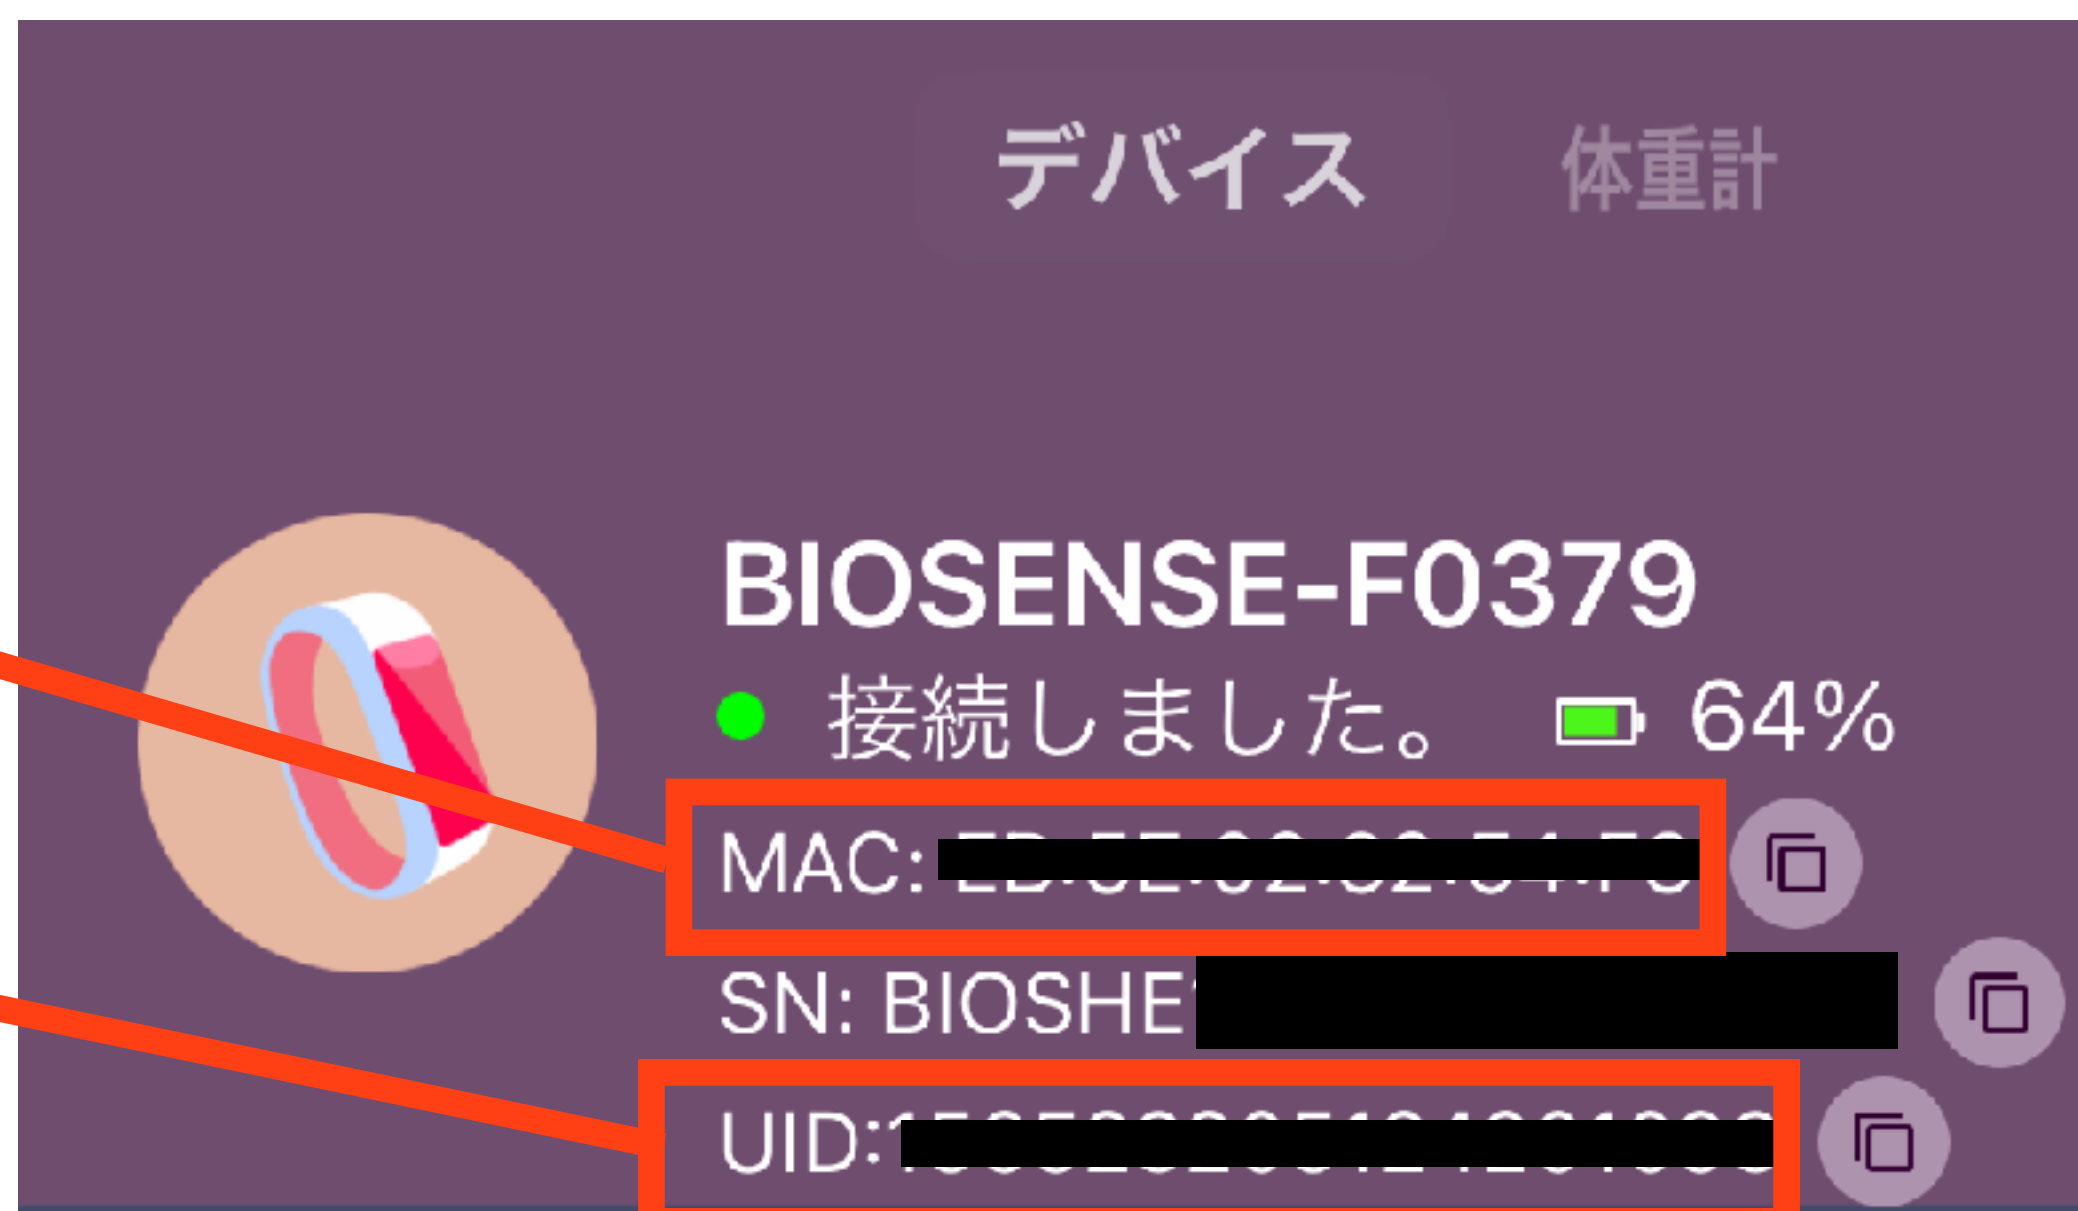 デバイス 体重計
BIOSENSE-F0379
接続しました。 64%
MAC:
SN: BIOSHE
UID: